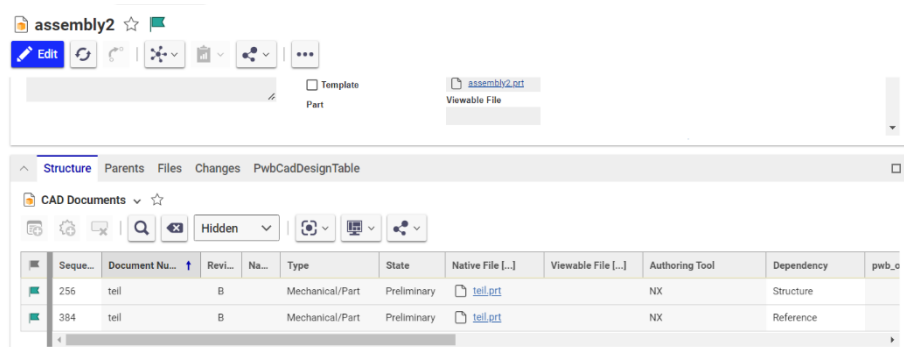 assembly2
Edit
Template
assembly2.prt
Part
Viewable File
Structure Parents Files Changes PwbCadDesignTable
CAD Documents
Hidden
Seque... Document Nu... Revi... Na... Type State Native File [...] Viewable File [...] Authoring Tool Dependency pwb_o
256 teil B Mechanical/Part Preliminary teil.prt NX Structure
384 teil B Mechanical/Part Preliminary teil.prt NX Reference